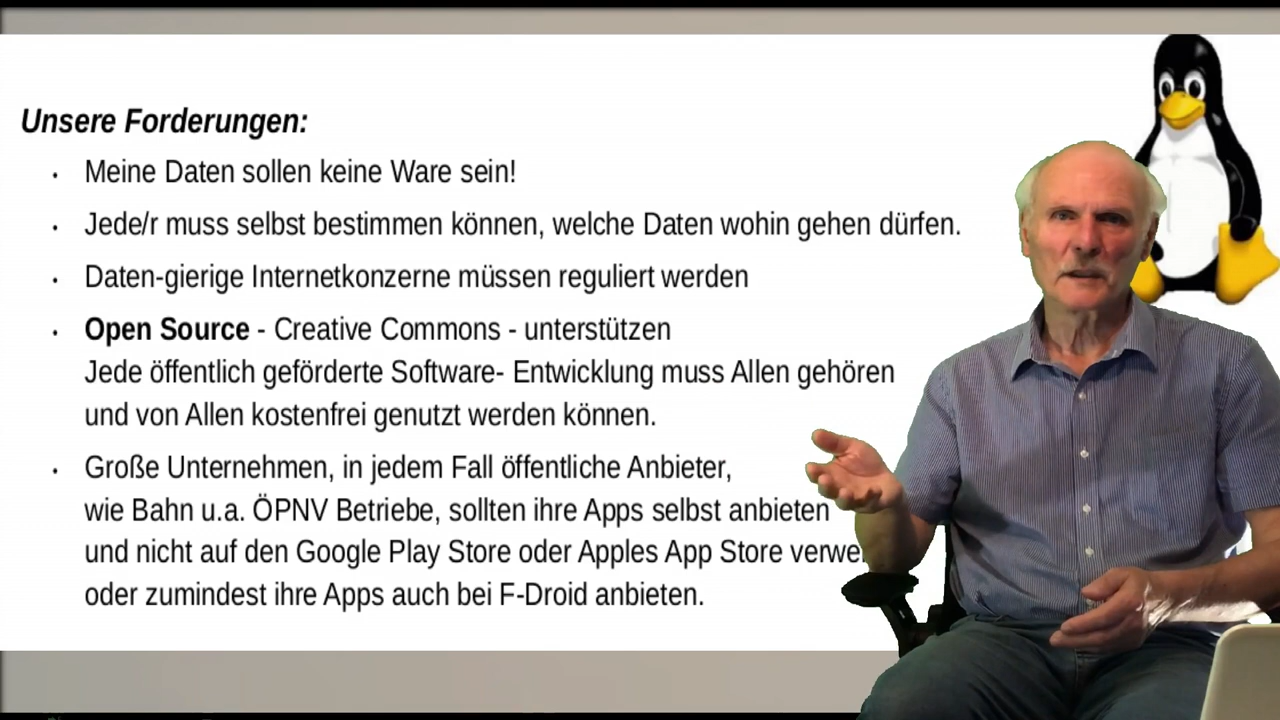 Unsere Forderungen:
· Meine Daten sollen keine Ware sein!
· Jede/r muss selbst bestimmen können, welche Daten wohin gehen dürfen.
· Daten-gierige Internetkonzerne müssen reguliert werden
· Open Source - Creative Commons - unterstützen
Jede öffentlich geförderte Software- Entwicklung muss Allen gehören
und von Allen kostenfrei genutzt werden können.
· Große Unternehmen, in jedem Fall öffentliche Anbieter,
wie Bahn u.a. ÖPNV Betriebe, sollten ihre Apps selbst anbieten
und nicht auf den Google Play Store oder Apples App Store
oder zumindest ihre Apps auch bei F-Droid anbieten.